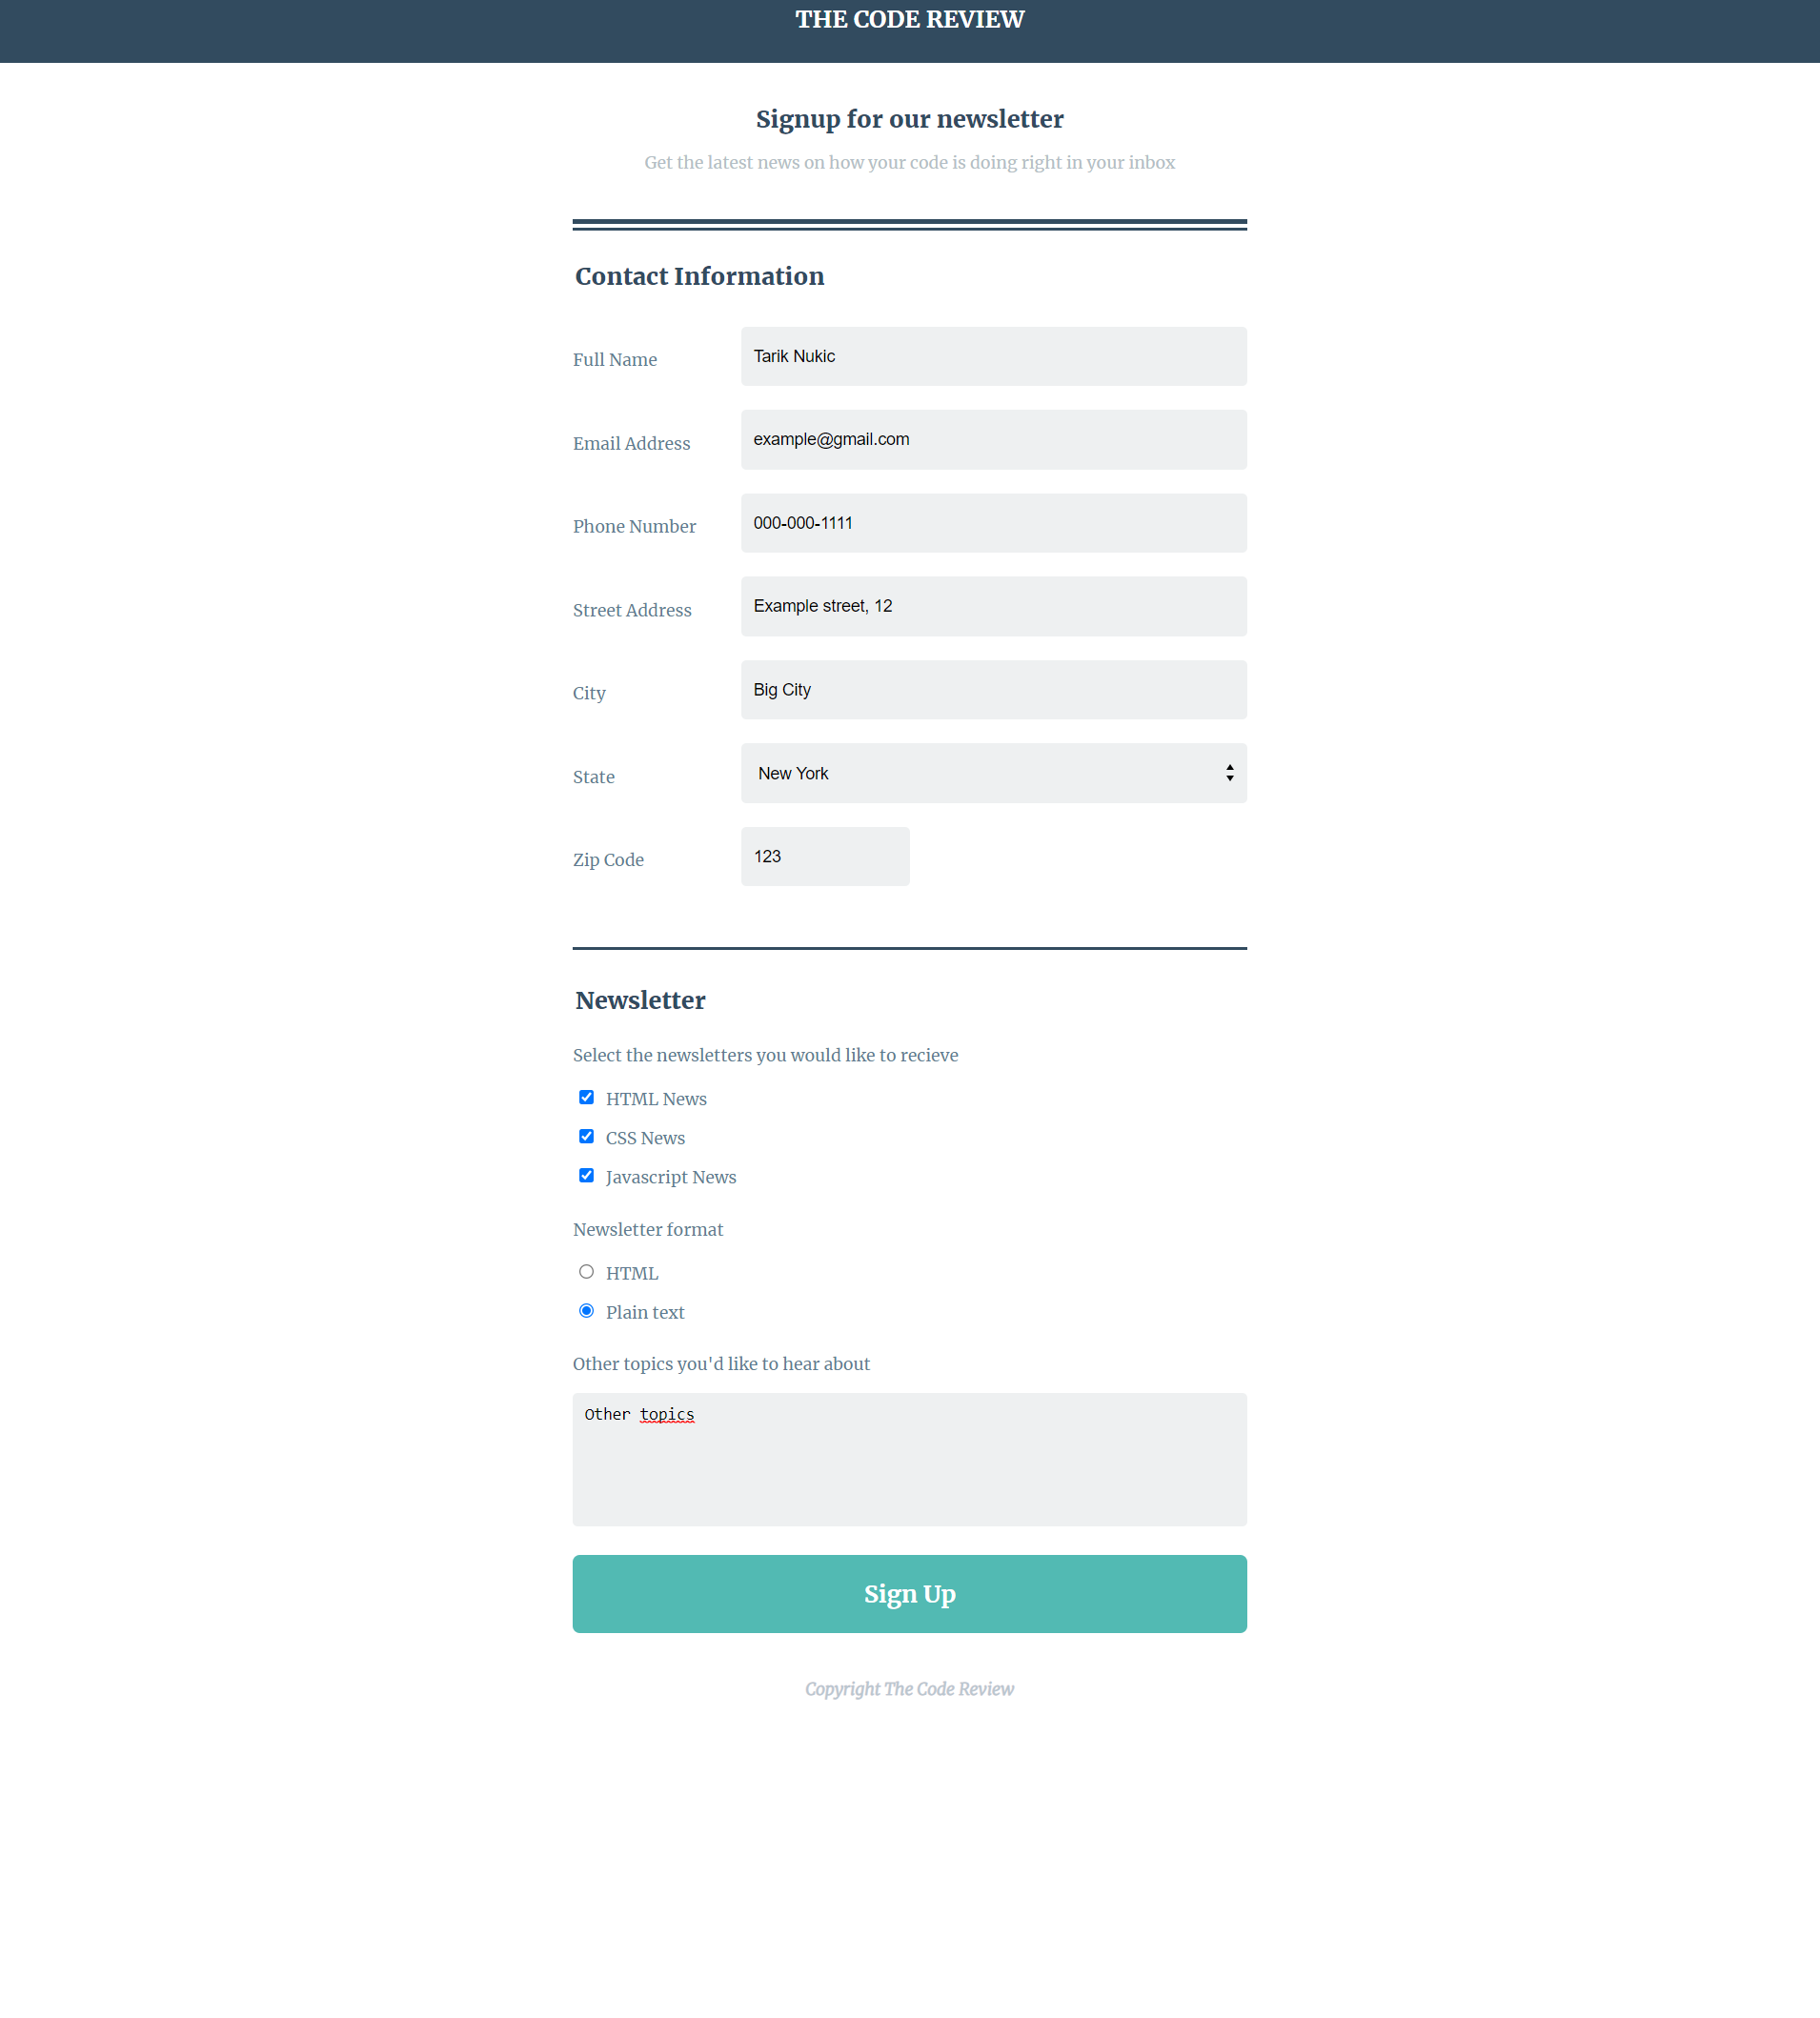 THE CODE REVIEW
Signup for our newsletter
Get the latest news on how your code is doing right in your inbox
Contact Information
Full Name Tarik Nukic
Email Address example@gmail.com
Phone Number 000-000-1111
Street Address Example street, 12
City Big City
State New York
Zip Code 123
Newsletter
Select the newsletters you would like to recieve
HTML News
CSS News
Javascript News
Newsletter format
HTML
Plain text
Other topics you'd like to hear about
Other topics
Sign Up
Copyright The Code Review